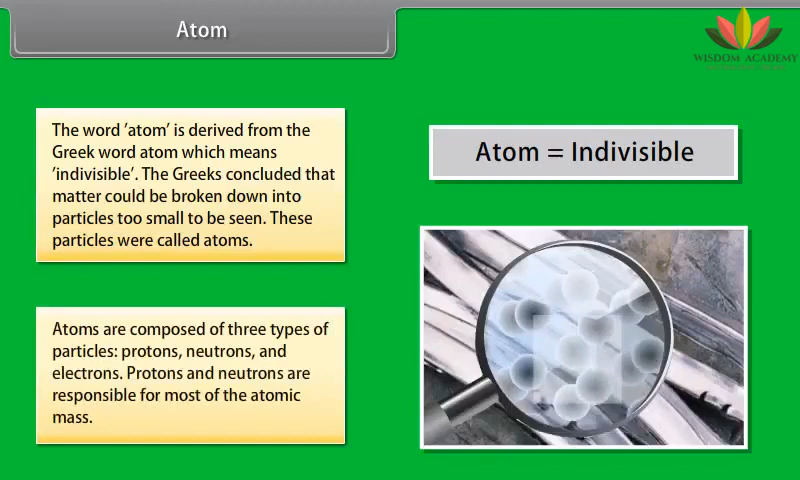 Atom
WISDOM ACADEMY
The word 'atom' is derived from the
Greek word atom which means
'indivisible'. The Greeks concluded that
matter could be broken down into
particles too small to be seen. These
particles were called atoms.
Atom = Indivisible
Atoms are composed of three types of
particles: protons, neutrons, and
electrons. Protons and neutrons are
responsible for most of the atomic
mass.